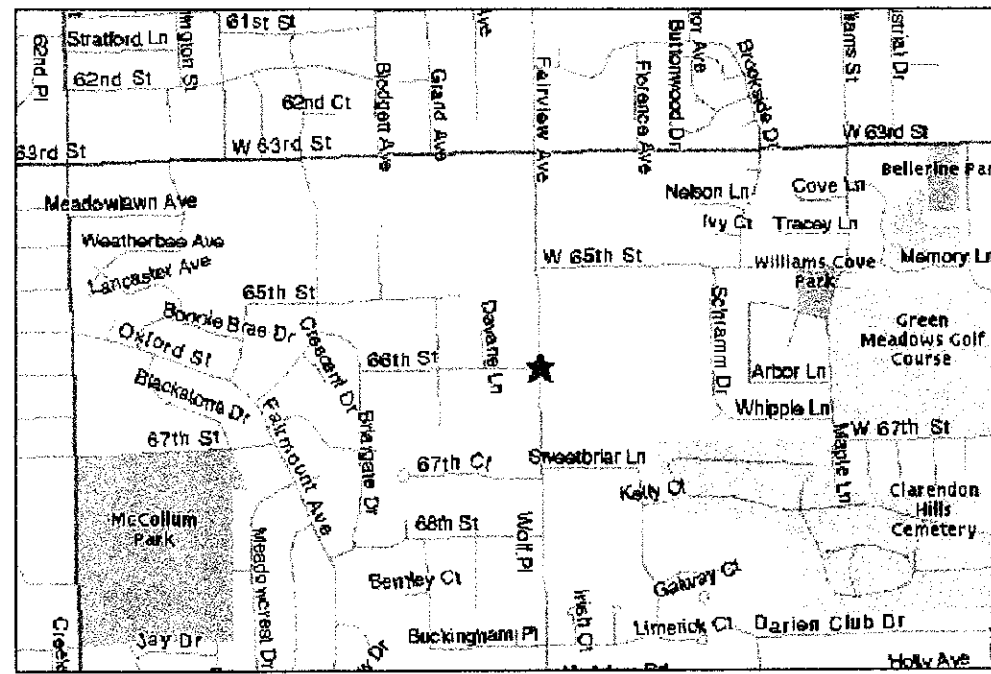 61st St
Stratford Ln
62nd Pl
62nd St
62nd Ct
Blodgett Ave
Grand Ave
Ave
Fairview Ave
Florence Ave
Buttonwood Dr
Brookside Dr
63rd St
W 63rd St
W 63rd St
Meadowlawn Ave
Nelson Ln
Cove Ln
Ivy Ct
Tracey Ln
Weatherbee Ave
Lancaster Ave
W 65th St
Williams Cove
Park
Memory Ln
65th St
Bonnie Brae Dr
Oxford St
Crescent Dr
66th St
Schramm Dr
Green
Meadows Golf
Course
Arbor Ln
Blackstone Dr
Whipple Ln
W 67th St
67th St
Fairmount Ave
Briargate Dr
67th Ct
Sweetbriar Ln
Maple Ln
Kelly Ct
Clarendon
Hills
Cemetery
McCollum
Park
68th St
Wolf Pl
Meadowcrest Dr
Bentley Ct
Galway Ct
Irish Ct
Jay Dr
Buckingham Pl
Limerick Ct
Darien Club Dr
Holly Ave